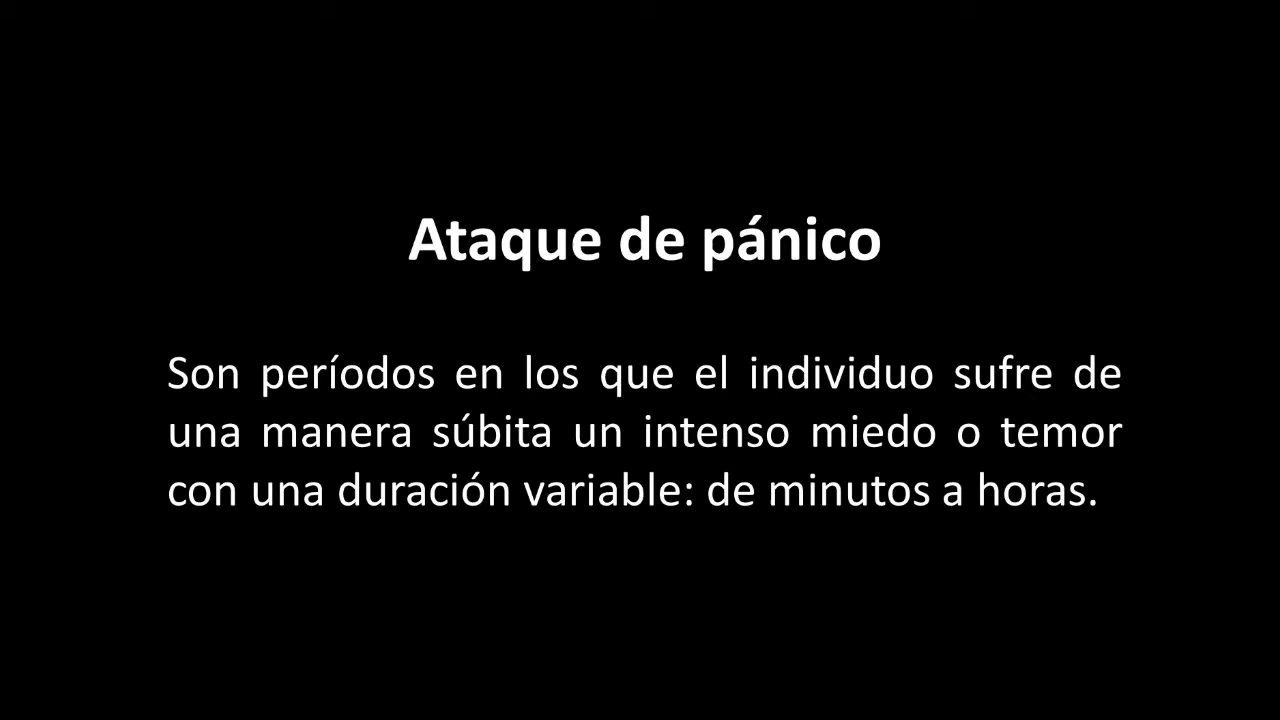 Ataque de pánico
Son períodos en los que el individuo sufre de
una manera súbita un intenso miedo o temor
con una duración variable: de minutos a horas.